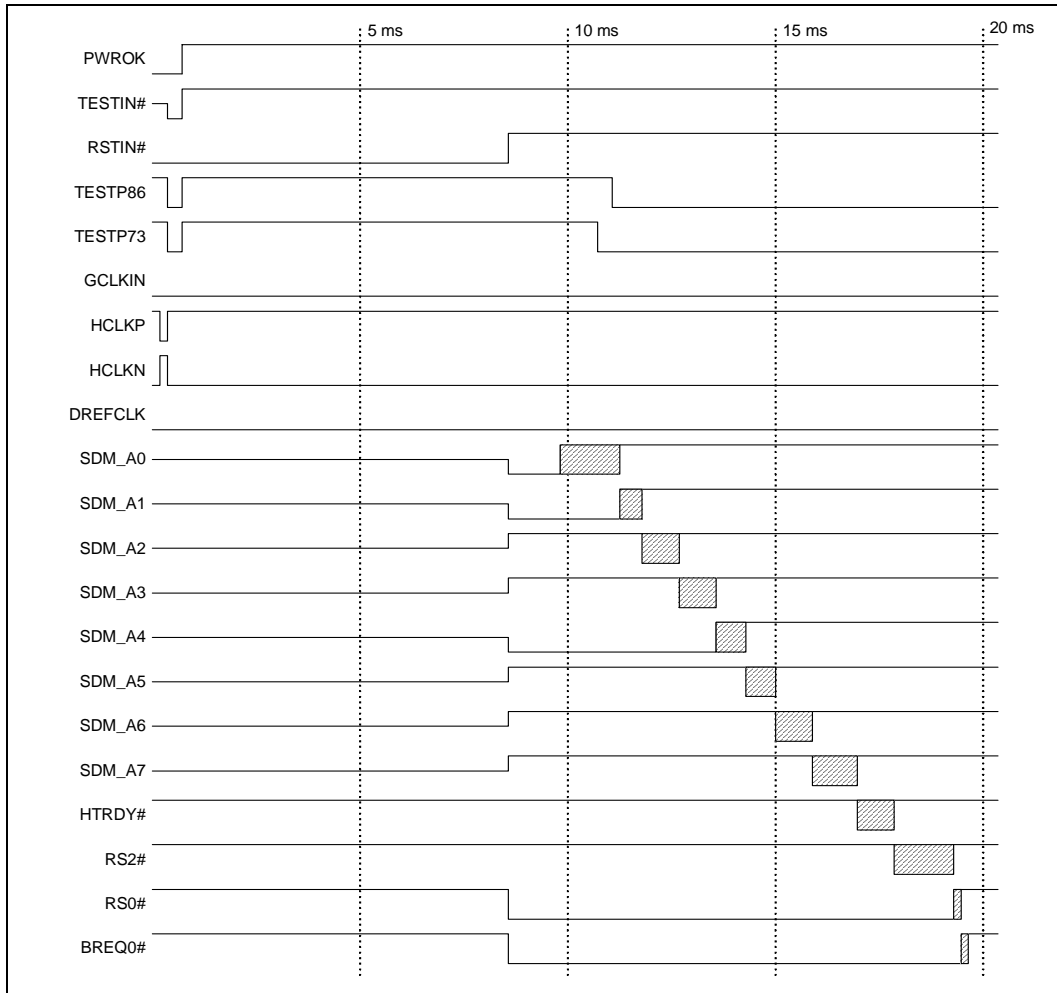 5 ms
10 ms
15 ms
20 ms
PWROK
TESTIN#
RSTIN#
TESTP86
TESTP73
GCLKIN
HCLKP
HCLKN
DREFCLK
SDM_A0
SDM_A1
SDM_A2
SDM_A3
SDM_A4
SDM_A5
SDM_A6
SDM_A7
HTRDY#
RS2#
RS0#
BREQ0#